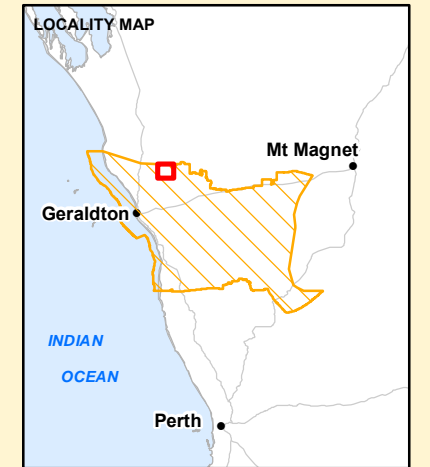 LOCALITY MAP
Mt Magnet
Geraldton
INDIAN
OCEAN
Perth